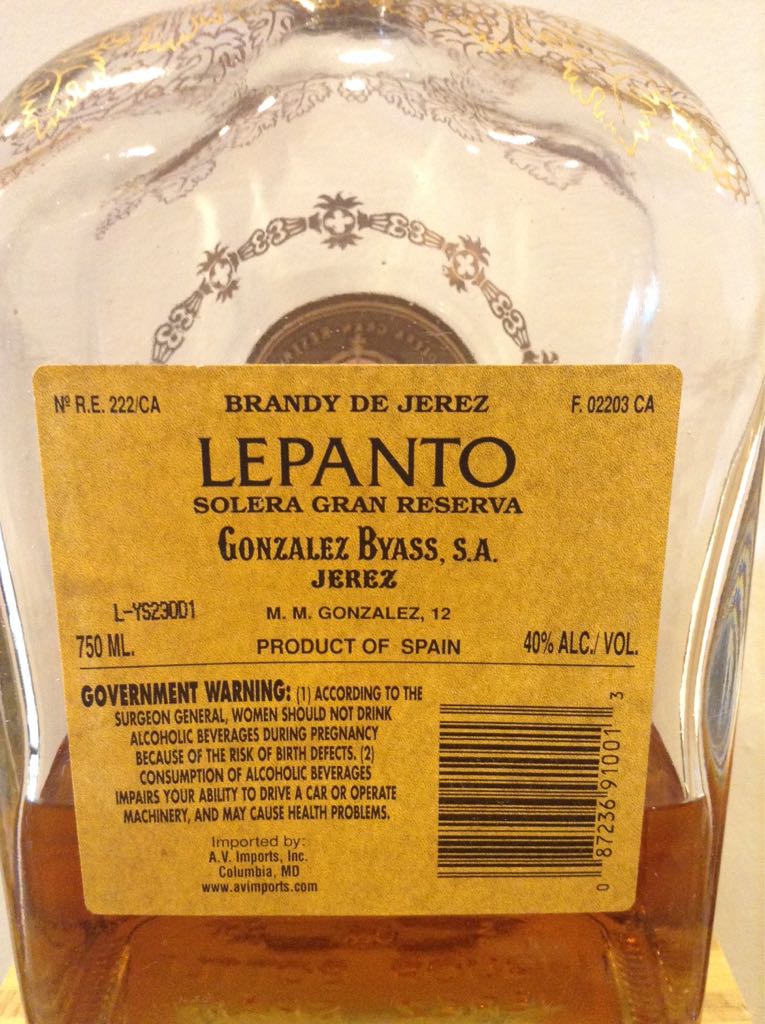 Nº R.E. 222/CA BRANDY DE JEREZ F. 02203 CA
LEPANTO
SOLERA GRAN RESERVA
GONZALEZ BYASS, S.A.
JEREZ
L-YS230D1 M. M. GONZALEZ, 12
750 ML. PRODUCT OF SPAIN 40% ALC./ VOL.
GOVERNMENT WARNING: (1) ACCORDING TO THE
SURGEON GENERAL, WOMEN SHOULD NOT DRINK
ALCOHOLIC BEVERAGES DURING PREGNANCY
BECAUSE OF THE RISK OF BIRTH DEFECTS. (2)
CONSUMPTION OF ALCOHOLIC BEVERAGES
IMPAIRS YOUR ABILITY TO DRIVE A CAR OR OPERATE
MACHINERY, AND MAY CAUSE HEALTH PROBLEMS.
Imported by:
A.V. Imports, Inc.
Columbia, MD
www.avimports.com
0 87236 91001 3